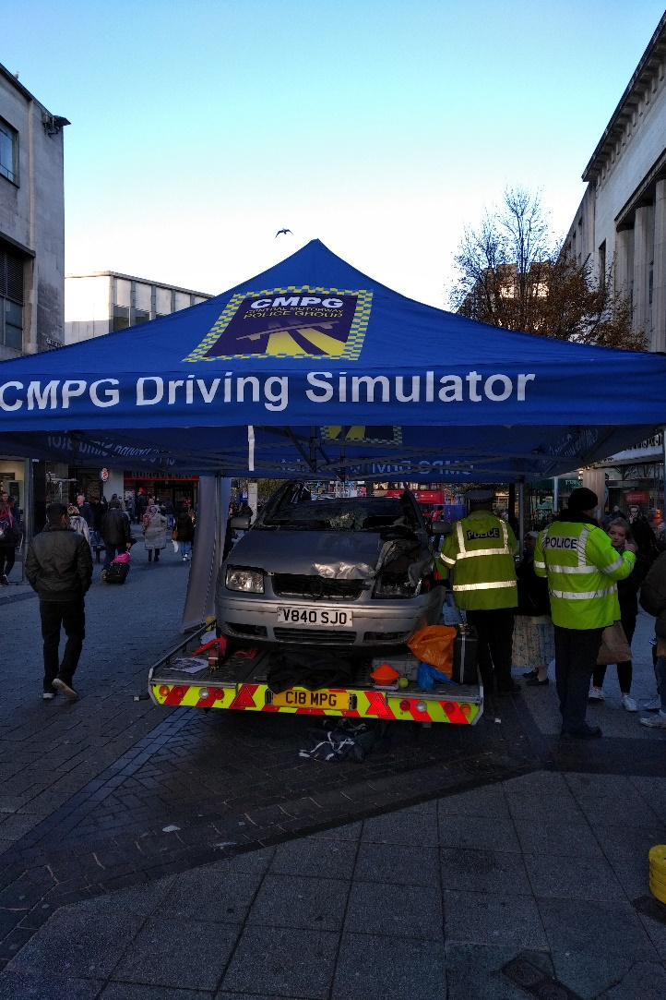 CMPG
CENTRAL MOTORWAY
POLICE GROUP
CMPG Driving Simulator
POLICE
POLICE
V840 SJO
C18 MPG